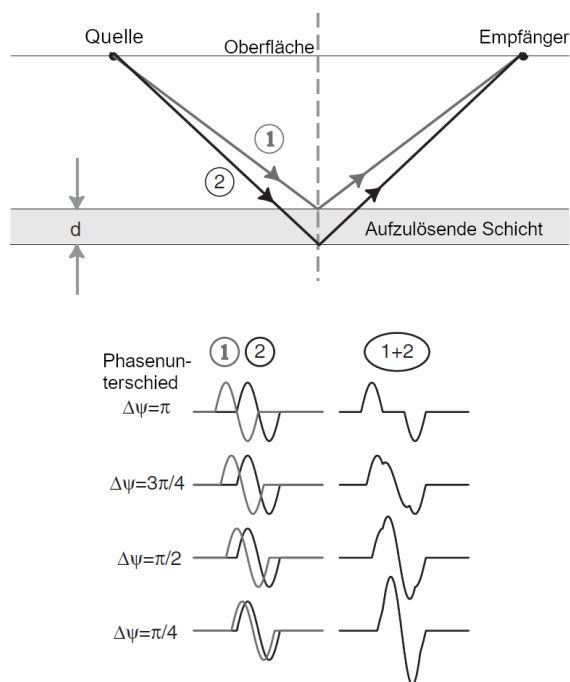 Quelle
Oberfläche
Empfänger
1
2
d
Aufzulösende Schicht
Phasenun-
terschied
1 2
1+2
Δψ=π
Δψ=3π/4
Δψ=π/2
Δψ=π/4